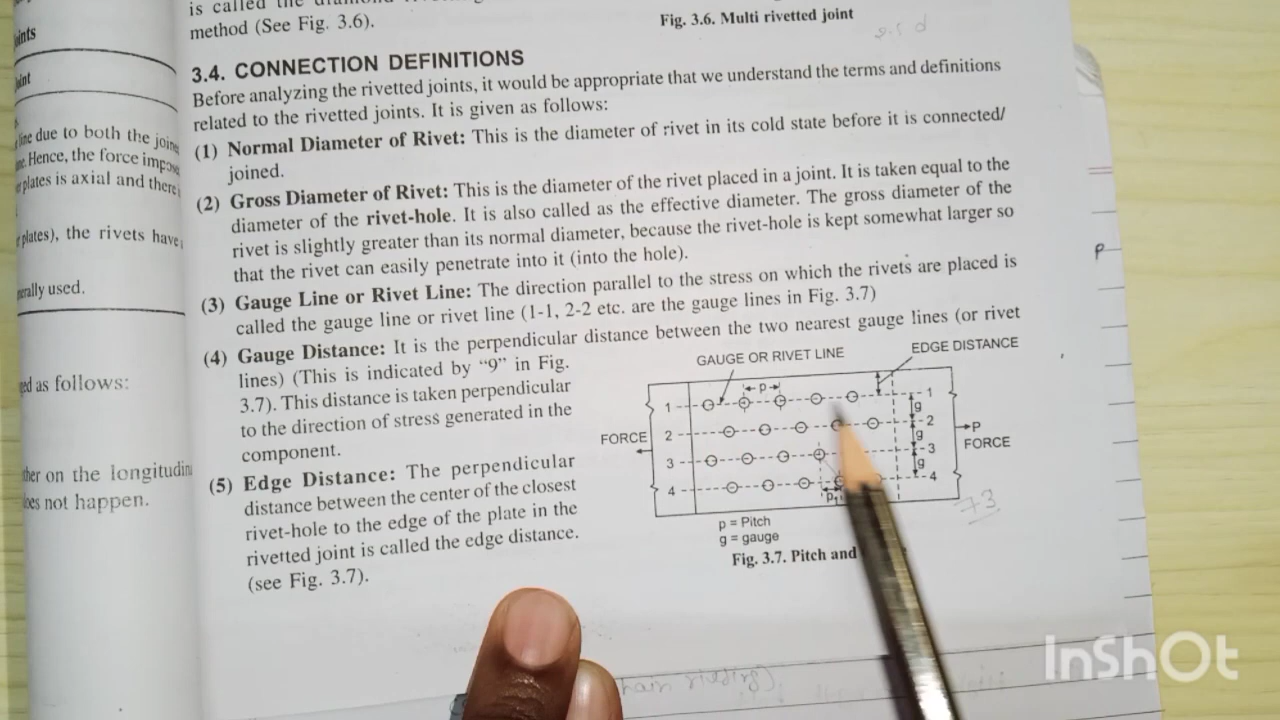 is called the diamond
method (See Fig. 3.6).
Fig. 3.6. Multi rivetted joint
3.4. CONNECTION DEFINITIONS
Before analyzing the rivetted joints, it would be appropriate that we understand the terms and definitions
related to the rivetted joints. It is given as follows:
(1) Normal Diameter of Rivet: This is the diameter of rivet in its cold state before it is connected/
joined.
(2) Gross Diameter of Rivet: This is the diameter of the rivet placed in a joint. It is taken equal to the
diameter of the rivet-hole. It is also called as the effective diameter. The gross diameter of the
rivet is slightly greater than its normal diameter, because the rivet-hole is kept somewhat larger so
that the rivet can easily penetrate into it (into the hole).
(3) Gauge Line or Rivet Line: The direction parallel to the stress on which the rivets are placed is
called the gauge line or rivet line (1-1, 2-2 etc. are the gauge lines in Fig. 3.7)
(4) Gauge Distance: It is the perpendicular distance between the two nearest gauge lines (or rivet
lines) (This is indicated by “9” in Fig.
3.7). This distance is taken perpendicular
to the direction of stress generated in the
component.
(5) Edge Distance: The perpendicular
distance between the center of the closest
rivet-hole to the edge of the plate in the
rivetted joint is called the edge distance.
(see Fig. 3.7).
GAUGE OR RIVET LINE
EDGE DISTANCE
p
1
1
g
FORCE
2
2
P
g
FORCE
3
3
g
4
4
P
73
p = Pitch
g = gauge
Fig. 3.7. Pitch and
line due to both the joine
Hence, the force impos
plates is axial and there
plates), the rivets have
erally used.
ed as follows:
her on the longitudin
oes not happen.
P
InShOt